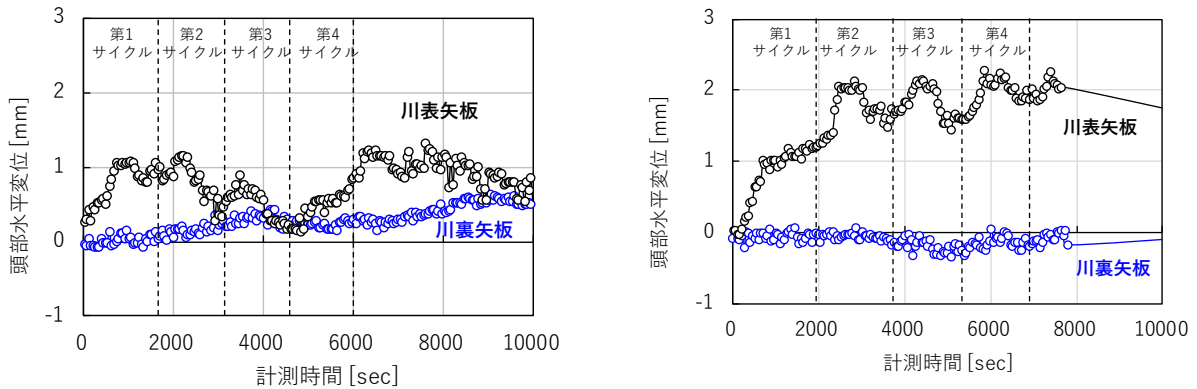 3
2
1
0
-1
頭部水平変位 [mm]
第1
サイクル
第2
サイクル
第3
サイクル
第4
サイクル
川表矢板
川裏矢板
0
2000
4000
6000
8000
10000
計測時間 [sec]
3
2
1
0
-1
頭部水平変位 [mm]
第1
サイクル
第2
サイクル
第3
サイクル
第4
サイクル
川表矢板
川裏矢板
0
2000
4000
6000
8000
10000
計測時間 [sec]